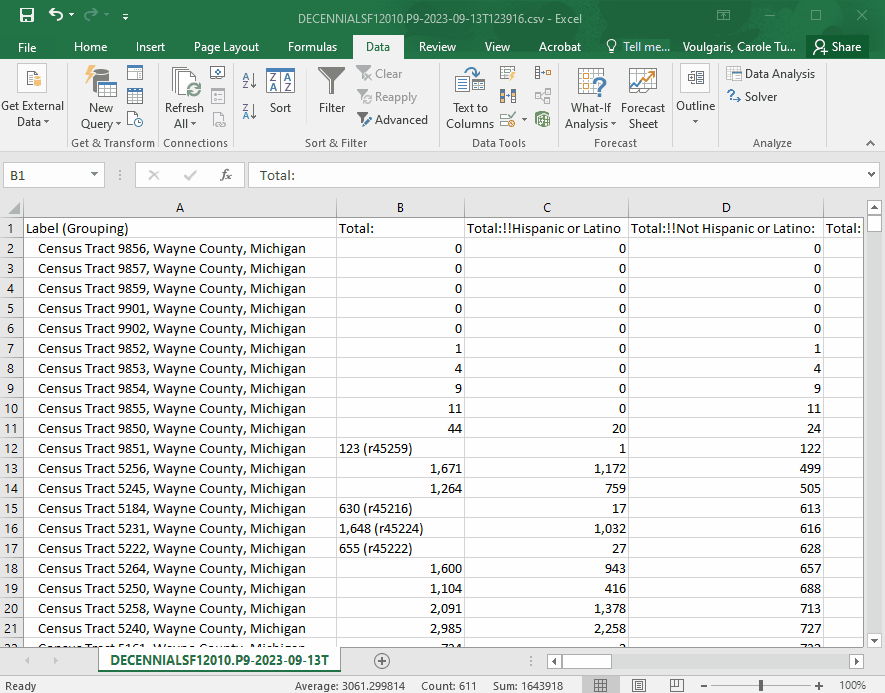 DECENNIALSF12010.P9-2023-09-13T123916.csv - Excel
File Home Insert Page Layout Formulas Data Review View Acrobat Tell me... Voulgaris, Carole Tu... Share
Get External Data
New Query
Refresh All
Sort
Filter
Clear
Reapply
Advanced
Text to Columns
What-If Analysis
Forecast Sheet
Outline
Data Analysis
Solver
Get & Transform Connections Sort & Filter Data Tools Forecast Analyze
B1 fx Total:
A B C D
1 Label (Grouping) Total: Total:!!Hispanic or Latino Total:!!Not Hispanic or Latino: Total:
2 Census Tract 9856, Wayne County, Michigan 0 0 0
3 Census Tract 9857, Wayne County, Michigan 0 0 0
4 Census Tract 9859, Wayne County, Michigan 0 0 0
5 Census Tract 9901, Wayne County, Michigan 0 0 0
6 Census Tract 9902, Wayne County, Michigan 0 0 0
7 Census Tract 9852, Wayne County, Michigan 1 0 1
8 Census Tract 9853, Wayne County, Michigan 4 0 4
9 Census Tract 9854, Wayne County, Michigan 9 0 9
10 Census Tract 9855, Wayne County, Michigan 11 0 11
11 Census Tract 9850, Wayne County, Michigan 44 20 24
12 Census Tract 9851, Wayne County, Michigan 123 (r45259) 1 122
13 Census Tract 5256, Wayne County, Michigan 1,671 1,172 499
14 Census Tract 5245, Wayne County, Michigan 1,264 759 505
15 Census Tract 5184, Wayne County, Michigan 630 (r45216) 17 613
16 Census Tract 5231, Wayne County, Michigan 1,648 (r45224) 1,032 616
17 Census Tract 5222, Wayne County, Michigan 655 (r45222) 27 628
18 Census Tract 5264, Wayne County, Michigan 1,600 943 657
19 Census Tract 5250, Wayne County, Michigan 1,104 416 688
20 Census Tract 5258, Wayne County, Michigan 2,091 1,378 713
21 Census Tract 5240, Wayne County, Michigan 2,985 2,258 727
DECENNIALSF12010.P9-2023-09-13T
Ready Average: 3061.299814 Count: 611 Sum: 1643918 100%